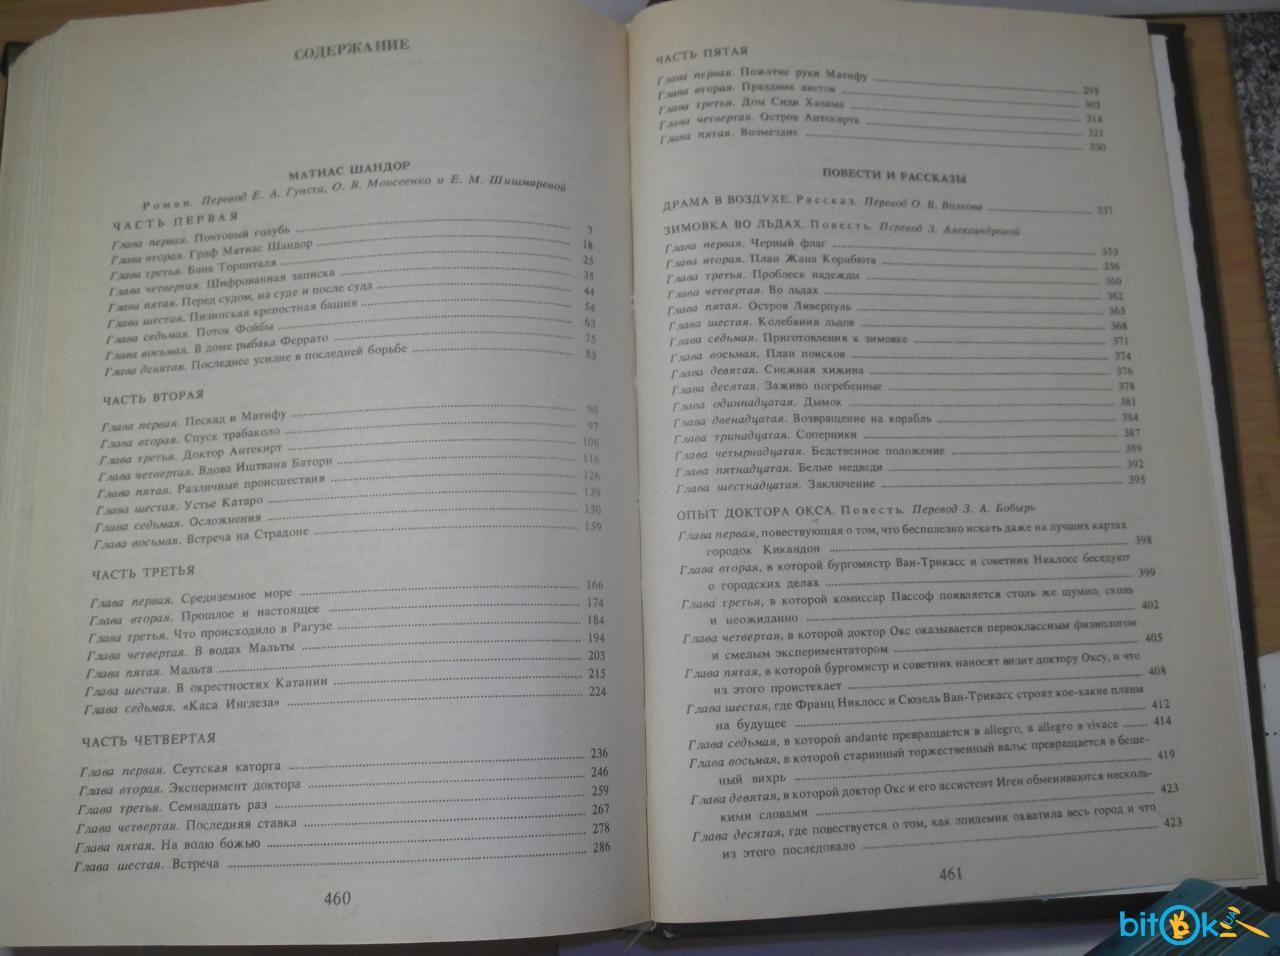 СОДЕРЖАНИЕ
МАТИАС ШАНДОР
Роман. Перевод Е. А. Гунста, О. В. Моисеенко и Е. М. Шишмаревой
ЧАСТЬ ПЕРВАЯ
Глава первая. Почтовый голубь 7
Глава вторая. Граф Матиас Шандор 18
Глава третья. Банк Торонталя 25
Глава четвертая. Шифрованная записка 35
Глава пятая. Перед судом, на суде и после суда 44
Глава шестая. Пизинская крепостная башня 54
Глава седьмая. Поток Фойбы 63
Глава восьмая. В доме рыбака Феррато 75
Глава девятая. Последнее усилие в последней борьбе 85
ЧАСТЬ ВТОРАЯ
Глава первая. Пескад и Матифу 90
Глава вторая. Спуск трабаколо 97
Глава третья. Доктор Антекирт 106
Глава четвертая. Вдова Иштвана Батори 116
Глава пятая. Различные происшествия 126
Глава шестая. Устье Катаро 139
Глава седьмая. Осложнения 150
Глава восьмая. Встреча на Страдоне 159
ЧАСТЬ ТРЕТЬЯ
Глава первая. Средиземное море 166
Глава вторая. Прошлое и настоящее 174
Глава третья. Что происходило в Рагузе 184
Глава четвертая. В водах Мальты 194
Глава пятая. Мальта 203
Глава шестая. В окрестностях Катании 215
Глава седьмая. «Каса Инглеза» 224
ЧАСТЬ ЧЕТВЕРТАЯ
Глава первая. Сеутская каторга 236
Глава вторая. Эксперимент доктора 246
Глава третья. Семнадцать раз 259
Глава четвертая. Последняя ставка 267
Глава пятая. На волю божью 278
Глава шестая. Встреча 286
460
ЧАСТЬ ПЯТАЯ
Глава первая. Пожатие руки Матифу 295
Глава вторая. Праздник аистов 305
Глава третья. Дом Сиди Хазама 314
Глава четвертая. Остров Антекирта 321
Глава пятая. Возмездие 330
ПОВЕСТИ И РАССКАЗЫ
ДРАМА В ВОЗДУХЕ. Рассказ. Перевод О. В. Волкова 337
ЗИМОВКА ВО ЛЬДАХ. Повесть. Перевод З. Александровой
Глава первая. Черный флаг 353
Глава вторая. План Жана Корнбюта 356
Глава третья. Проблеск надежды 360
Глава четвертая. Во льдах 362
Глава пятая. Остров Ливерпуль 365
Глава шестая. Колебания льдов 368
Глава седьмая. Приготовления к зимовке 371
Глава восьмая. План поисков 374
Глава девятая. Снежная хижина 376
Глава десятая. Заживо погребенные 378
Глава одиннадцатая. Дымок 381
Глава двенадцатая. Возвращение на корабль 384
Глава тринадцатая. Соперники 387
Глава четырнадцатая. Бедственное положение 389
Глава пятнадцатая. Белые медведи 392
Глава шестнадцатая. Заключение 395
ОПЫТ ДОКТОРА ОКСА. Повесть. Перевод З. А. Бобырь
Глава первая, повествующая о том, что бесполезно искать даже на лучших картах
городок Кикандон 398
Глава вторая, в которой бургомистр Ван-Трикасс и советник Никлосс беседуют
о городских делах 399
Глава третья, в которой комиссар Пассоф появляется столь же шумно, сколь
и неожиданно 402
Глава четвертая, в которой доктор Окс оказывается первоклассным физиологом
и смелым экспериментатором 405
Глава пятая, в которой бургомистр и советник наносят визит доктору Оксу, и что
из этого проистекает 408
Глава шестая, где Франц Никлосс и Сюзель Ван-Трикасс строят кое-какие планы
на будущее 412
Глава седьмая, в которой andante превращается в allegro, а allegro в vivace 414
Глава восьмая, в которой старинный торжественный вальс превращается в беше-
ный вихрь 419
Глава девятая, в которой доктор Окс и его ассистент Иген обмениваются несколь-
кими словами 423
Глава десятая, где повествуется о том, как эпидемия охватила весь город и что
из этого последовало 423
461
bitOk UA